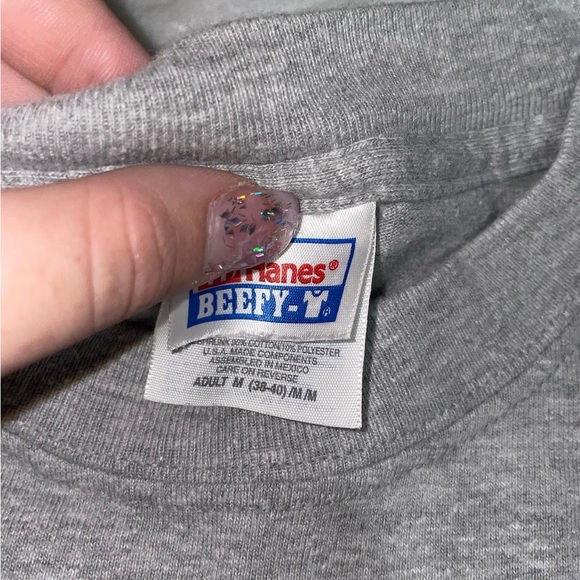 Hanes®
BEEFY-T®
90% COTTON/10% POLYESTER
U.S.A. MADE COMPONENTS
ASSEMBLED IN MEXICO
CARE ON REVERSE
ADULT M (38-40)/M/M